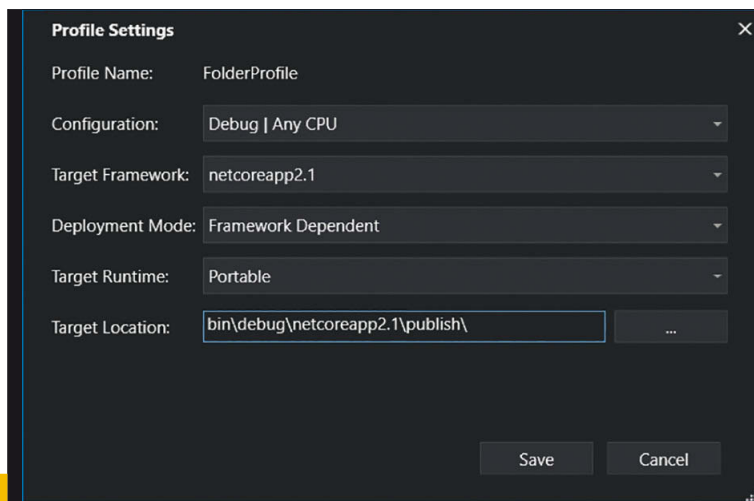 Profile Settings
Profile Name: FolderProfile
Configuration: Debug | Any CPU
Target Framework: netcoreapp2.1
Deployment Mode: Framework Dependent
Target Runtime: Portable
Target Location: bin\debug\netcoreapp2.1\publish\ ...
Save Cancel